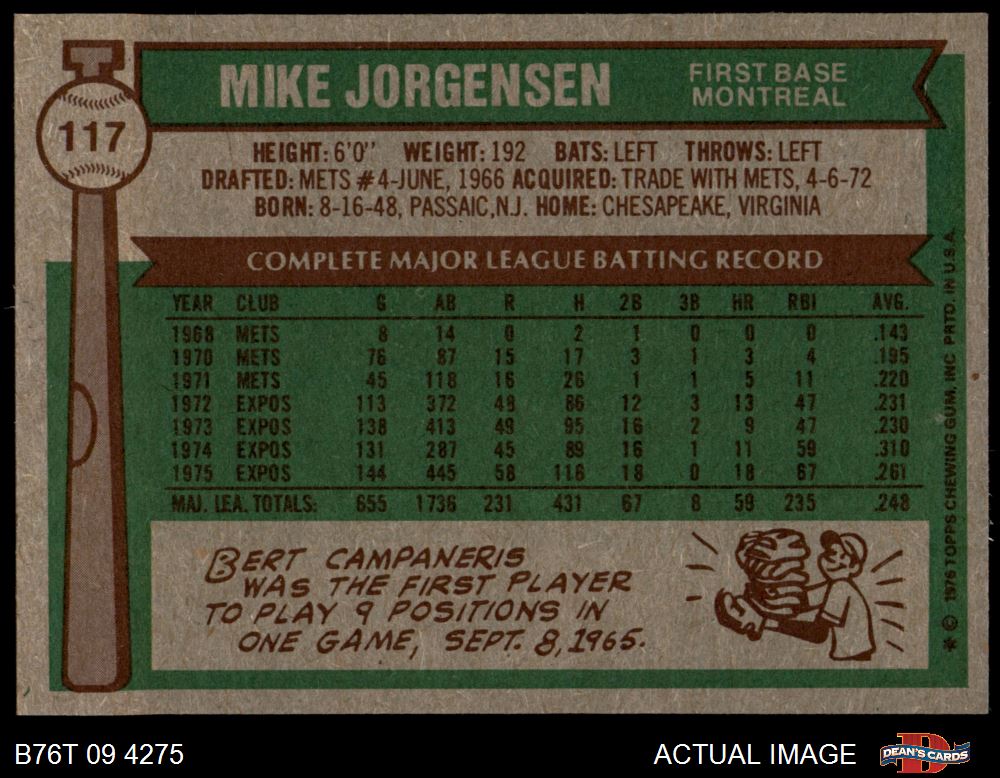 MIKE JORGENSEN
FIRST BASE
MONTREAL
117
HEIGHT: 6'0" WEIGHT: 192 BATS: LEFT THROWS: LEFT
DRAFTED: METS #4-JUNE, 1966 ACQUIRED: TRADE WITH METS, 4-6-72
BORN: 8-16-48, PASSAIC, N.J. HOME: CHESAPEAKE, VIRGINIA
COMPLETE MAJOR LEAGUE BATTING RECORD
YEAR CLUB G AB R H 2B 3B HR RBI AVG.
1968 METS 8 14 0 2 1 0 0 0 .143
1970 METS 76 87 15 17 3 1 3 4 .195
1971 METS 45 118 16 26 1 1 5 11 .220
1972 EXPOS 113 372 48 86 12 3 13 47 .231
1973 EXPOS 138 413 49 95 16 2 9 47 .230
1974 EXPOS 131 287 45 89 16 1 11 59 .310
1975 EXPOS 144 445 58 116 18 0 18 67 .261
MAJ. LEA. TOTALS: 655 1736 231 431 67 8 59 235 .248
BERT CAMPANERIS
WAS THE FIRST PLAYER
TO PLAY 9 POSITIONS IN
ONE GAME, SEPT. 8, 1965.
* © 1976 TOPPS CHEWING GUM, INC PRTD. IN U.S.A.
B76T 09 4275
ACTUAL IMAGE
D
DEAN'S CARDS